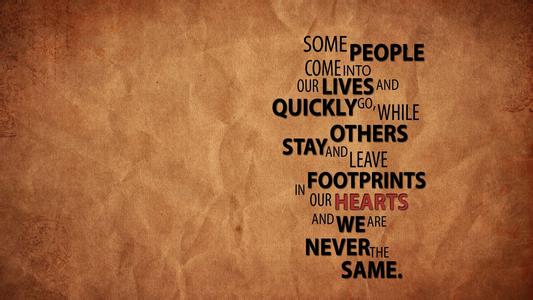 SOME PEOPLE
COME INTO
OUR LIVES AND
QUICKLY GO, WHILE
OTHERS
STAY AND LEAVE
IN FOOTPRINTS
OUR HEARTS
AND WE ARE
NEVER THE
SAME.